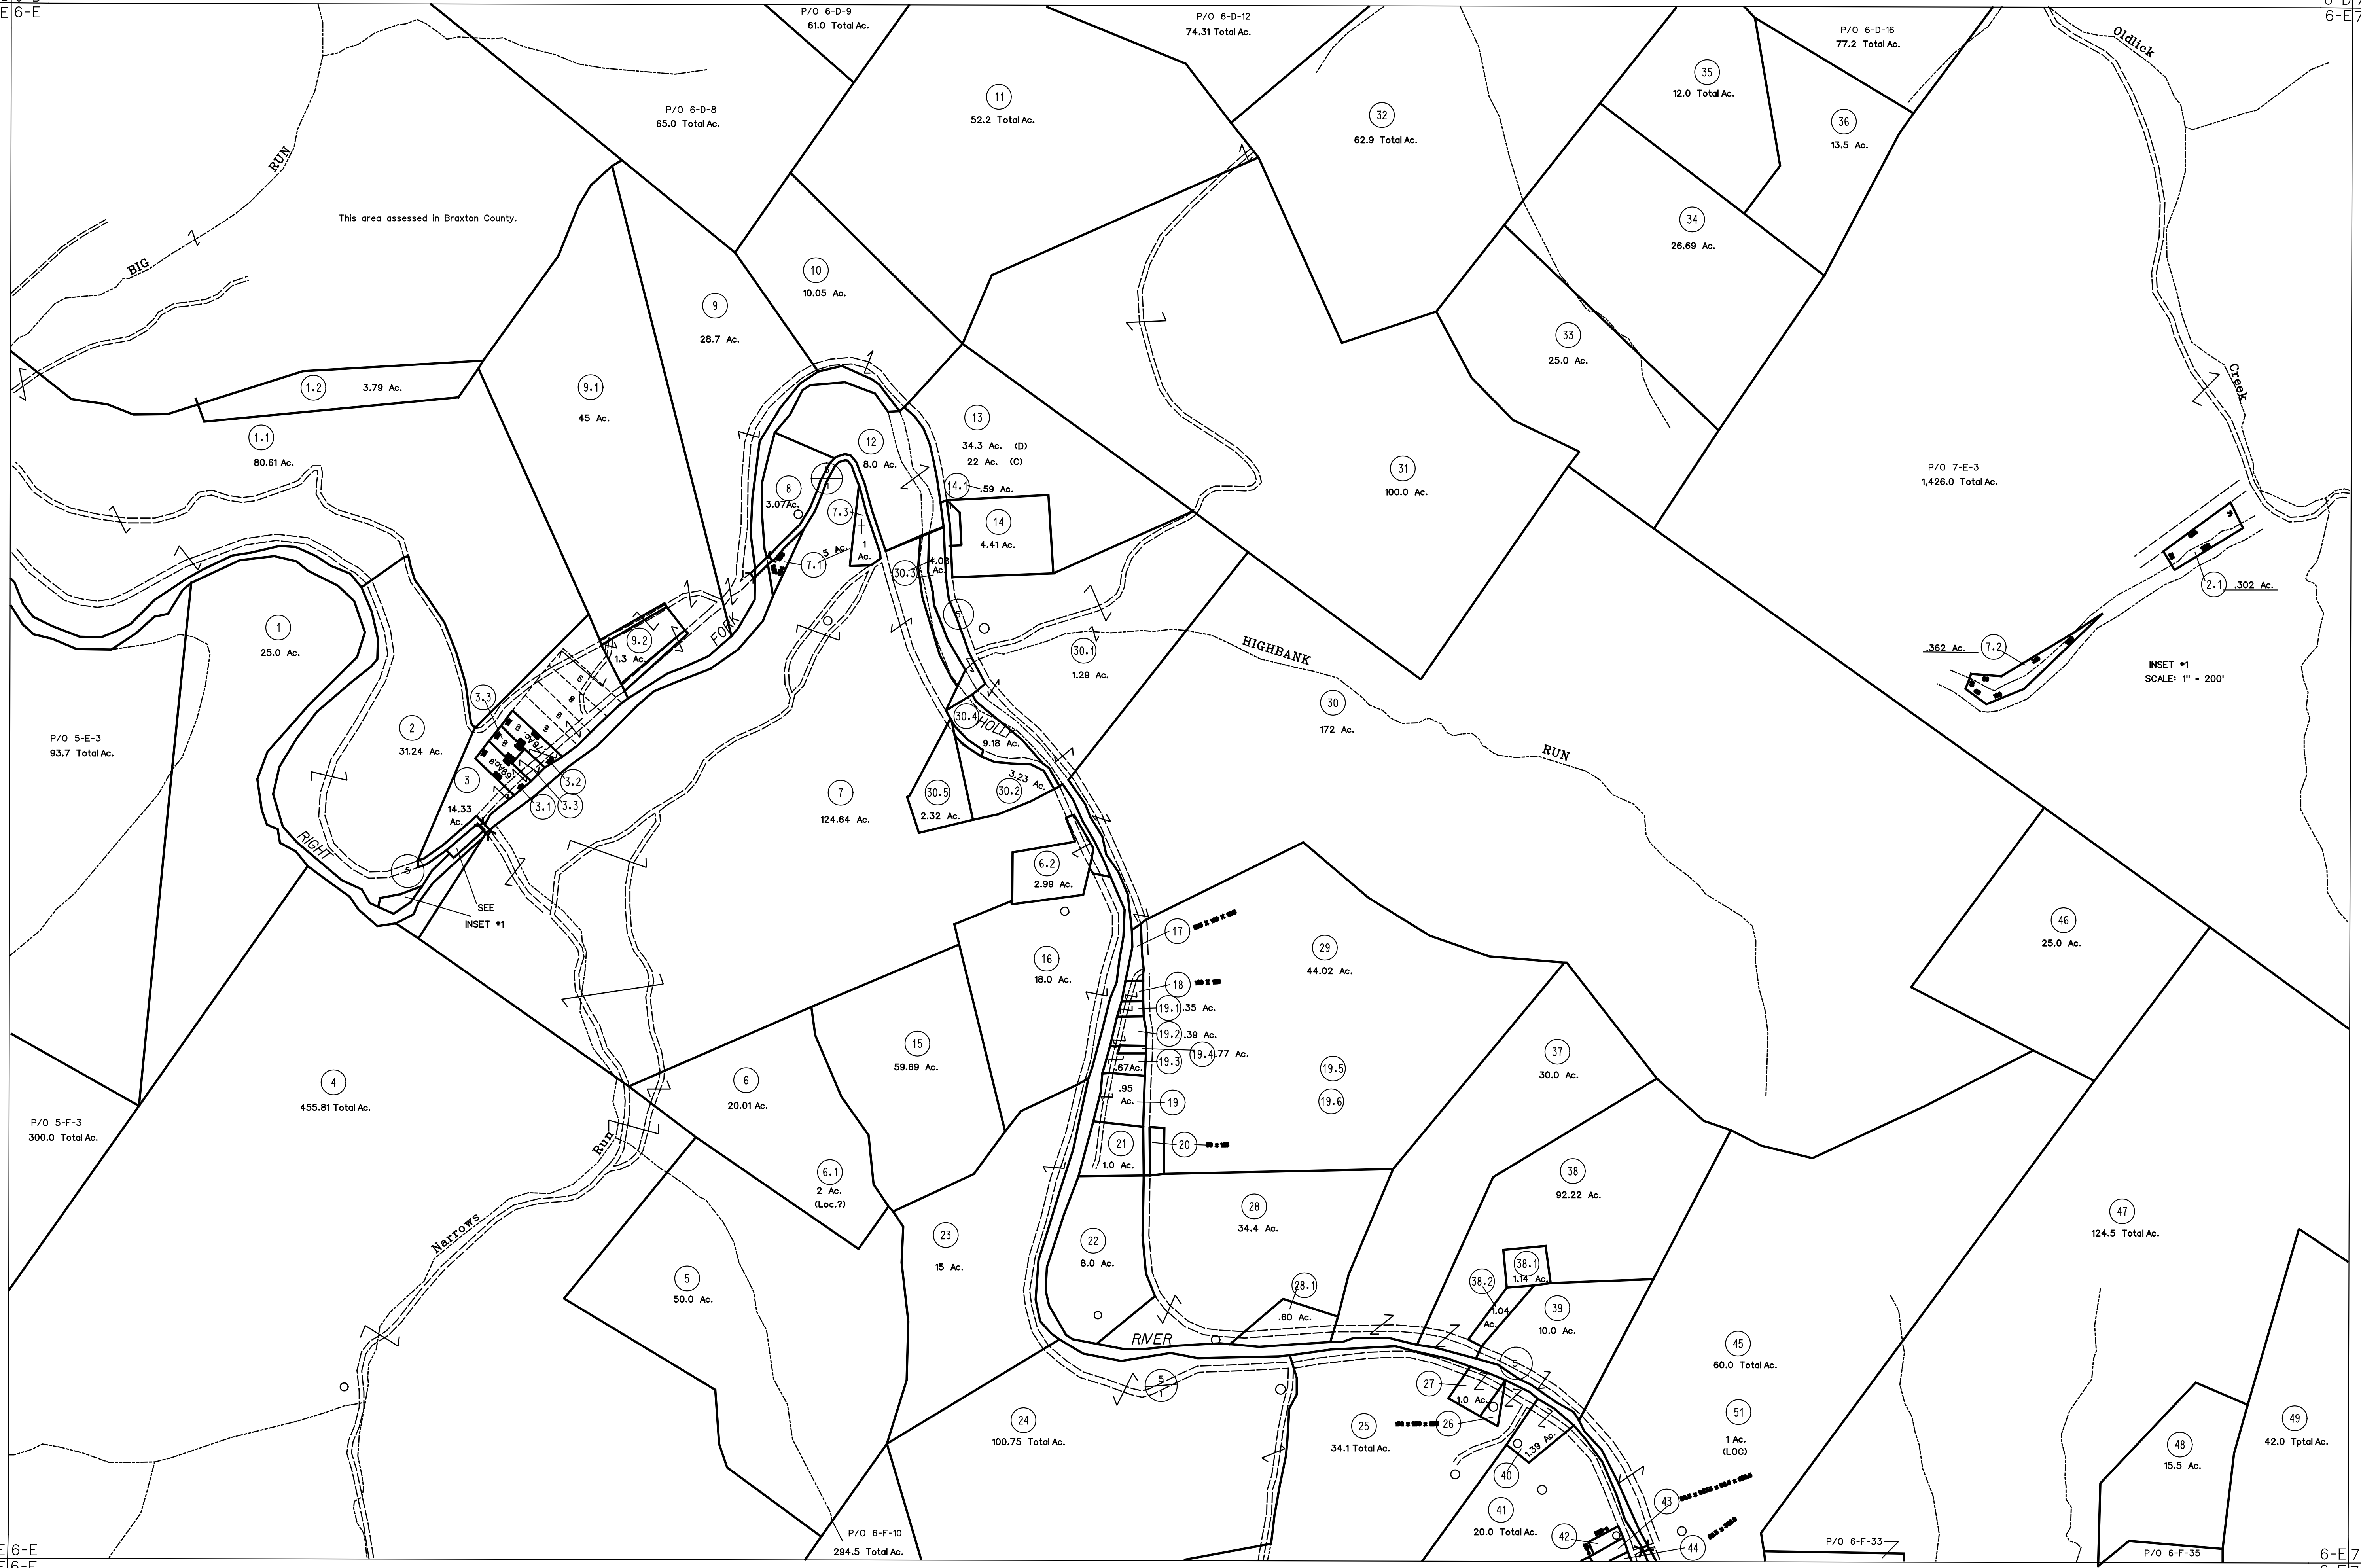 6-E
6-D 7
6-E 7
P/O 6-D-9
61.0 Total Ac.
P/O 6-D-12
74.31 Total Ac.
P/O 6-D-16
77.2 Total Ac.
Oldlick
Creek
P/O 6-D-8
65.0 Total Ac.
11
52.2 Total Ac.
32
62.9 Total Ac.
35
12.0 Total Ac.
36
13.5 Ac.
BIG
RUN
This area assessed in Braxton County.
34
26.69 Ac.
10
10.05 Ac.
9
28.7 Ac.
33
25.0 Ac.
1.2
3.79 Ac.
9.1
45 Ac.
1.1
80.61 Ac.
12
8.0 Ac.
13
34.3 Ac. (D)
22 Ac. (C)
31
100.0 Ac.
P/O 7-E-3
1,426.0 Total Ac.
8
3.07Ac.
5
1
14.1
.59 Ac.
14
4.41 Ac.
7.3
1
Ac.
7.1
.5 Ac.
30.3
4.08
Ac.
6
2.1
.302 Ac.
1
25.0 Ac.
9.2
1.3 Ac.
FORK
30.1
1.29 Ac.
HIGHBANK
RUN
30
172 Ac.
.362 Ac.
7.2
INSET #1
SCALE: 1" = 200'
P/O 5-E-3
93.7 Total Ac.
2
31.24 Ac.
3.3
.76Ac.
.69Ac.
30.4
HOLLY
9.18 Ac.
3
14.33
Ac.
3.2
3.1
3.3
7
124.64 Ac.
30.5
2.32 Ac.
30.2
3.23 Ac.
RIGHT
5
SEE
INSET #1
6.2
2.99 Ac.
17
29
44.02 Ac.
46
25.0 Ac.
16
18.0 Ac.
18
19.1
.35 Ac.
19.2
.39 Ac.
19.4
.77 Ac.
19.3
.67Ac.
19.5
19.6
.95
Ac.
19
15
59.69 Ac.
37
30.0 Ac.
4
455.81 Total Ac.
6
20.01 Ac.
P/O 5-F-3
300.0 Total Ac.
Narrows
Run
21
1.0 Ac.
20
6.1
2 Ac.
(Loc.?)
38
92.22 Ac.
23
15 Ac.
22
8.0 Ac.
28
34.4 Ac.
47
124.5 Total Ac.
5
50.0 Ac.
38.1
1.14 Ac.
38.2
1.04
Ac.
28.1
.60 Ac.
39
10.0 Ac.
RIVER
45
60.0 Total Ac.
5
5
1
27
1.0 Ac.
26
24
100.75 Total Ac.
25
34.1 Total Ac.
1.39 Ac.
40
51
1 Ac.
(LOC)
49
42.0 Tptal Ac.
48
15.5 Ac.
43
41
20.0 Total Ac.
42
44
P/O 6-F-10
294.5 Total Ac.
P/O 6-F-33
P/O 6-F-35
6-E
6-E 7